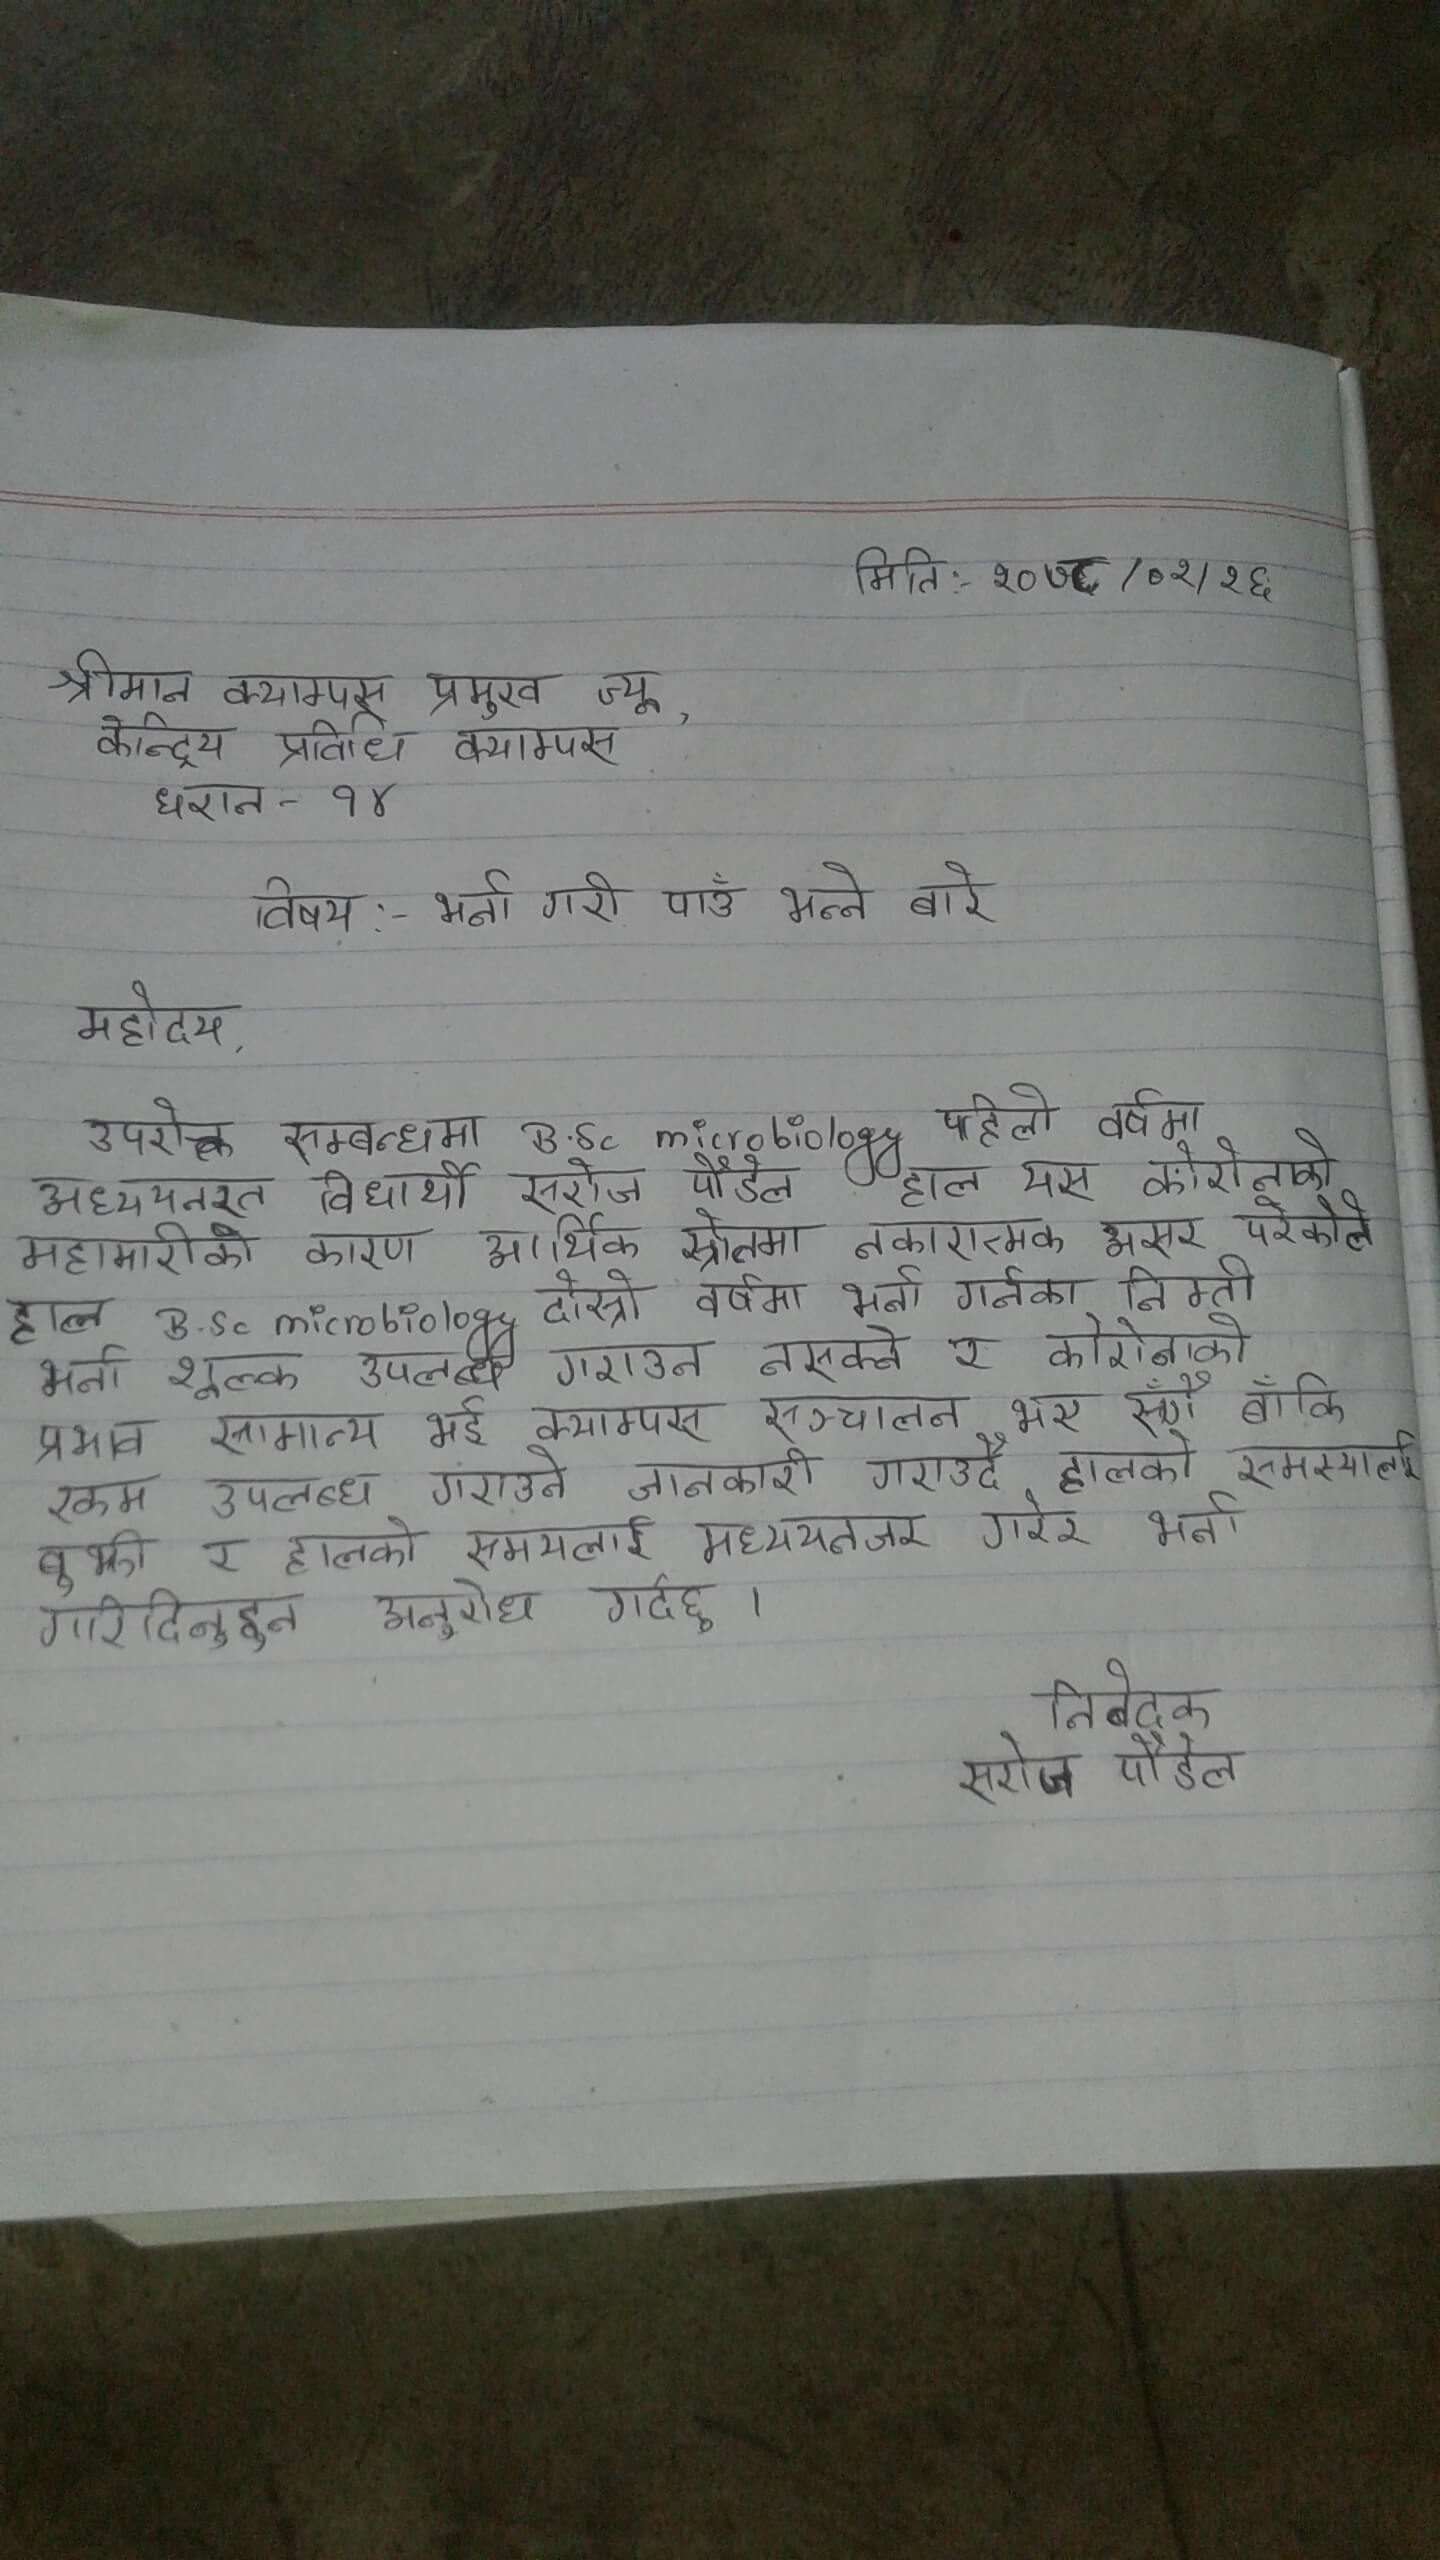 मिति:- २०७८/०२/२६
श्रीमान क्याम्पस प्रमुख ज्यू,
केन्द्रिय प्रविधि क्याम्पस
धरान - १४
विषय :- भर्ना गरी पाउँ भन्ने बारे
महोदय,
उपरोक्त सम्बन्धमा B.Sc microbiology पहिलो वर्षमा
अध्ययनरत विधार्थी सरोज पौडेल हाल यस कोरोनाको
महामारीको कारण आर्थिक स्रोतमा नकारात्मक असर परेकोले
हाल B.Sc microbiology दोस्रो वर्षमा भर्ना गर्नका निम्ती
भर्ना शूल्क उपलब्ध गराउन नसक्ने र कोरोनाको
प्रभाव सामान्य भई क्याम्पस सञ्चालन भए सँगै बाँकि
रकम उपलब्ध गराउने जानकारी गराउदै हालको समस्यालाई
बुझी र हालको समयलाई मध्ययनजर गरेर भर्ना
गरिदिनुहुन अनुरोध गर्दछु ।
निबेदक
सरोज पौडेल